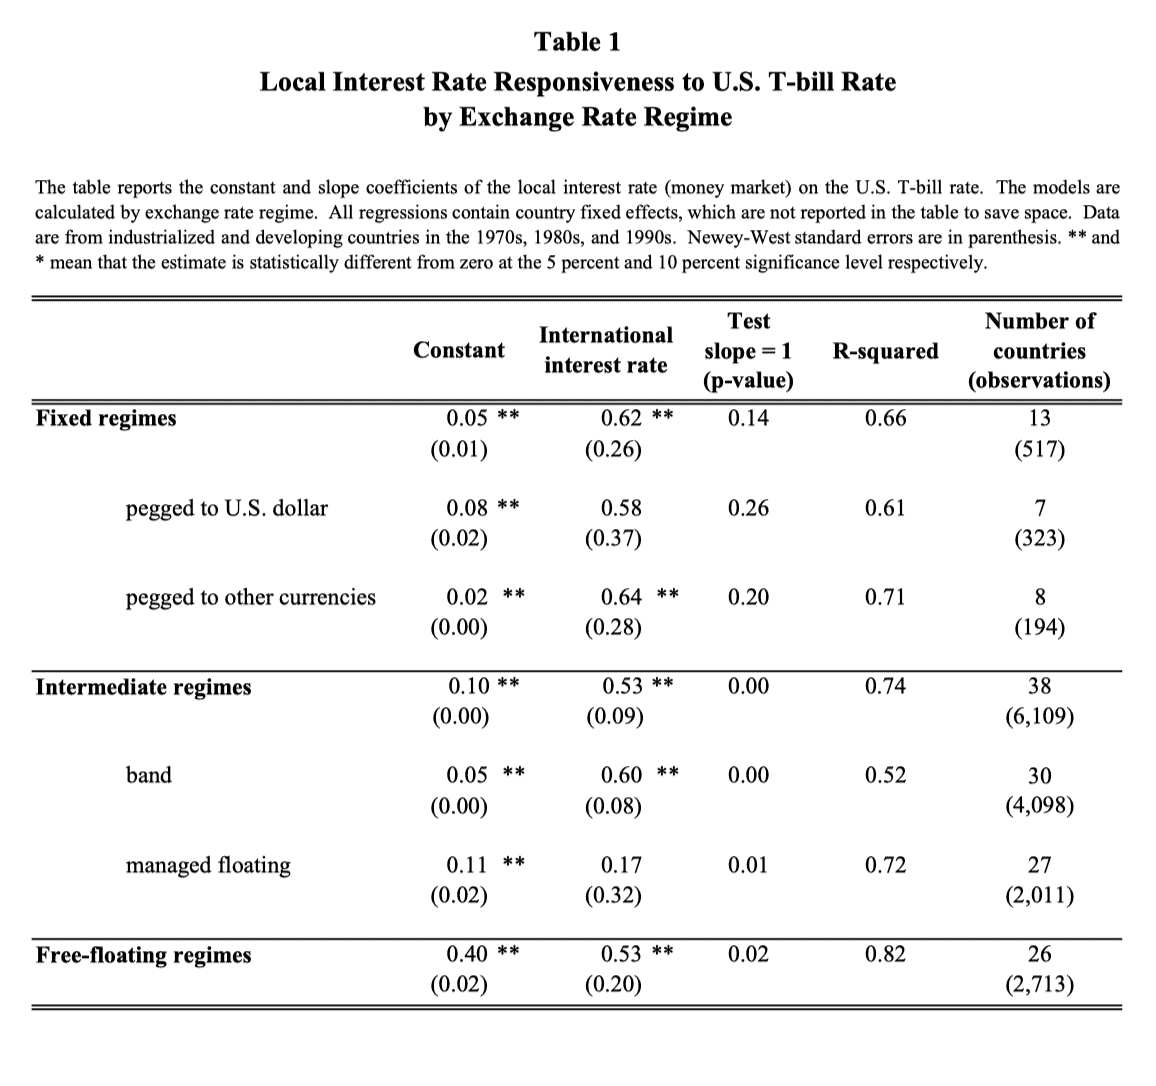 Table 1
Local Interest Rate Responsiveness to U.S. T-bill Rate
by Exchange Rate Regime
The table reports the constant and slope coefficients of the local interest rate (money market) on the U.S. T-bill rate. The models are
calculated by exchange rate regime. All regressions contain country fixed effects, which are not reported in the table to save space. Data
are from industrialized and developing countries in the 1970s, 1980s, and 1990s. Newey-West standard errors are in parenthesis. ** and
* mean that the estimate is statistically different from zero at the 5 percent and 10 percent significance level respectively.
Constant
International
interest rate
Test
slope = 1
(p-value)
R-squared
Number of
countries
(observations)
Fixed regimes 0.05 ** 0.62 ** 0.14 0.66 13
(0.01) (0.26) (517)
pegged to U.S. dollar 0.08 ** 0.58 0.26 0.61 7
(0.02) (0.37) (323)
pegged to other currencies 0.02 ** 0.64 ** 0.20 0.71 8
(0.00) (0.28) (194)
Intermediate regimes 0.10 ** 0.53 ** 0.00 0.74 38
(0.00) (0.09) (6,109)
band 0.05 ** 0.60 ** 0.00 0.52 30
(0.00) (0.08) (4,098)
managed floating 0.11 ** 0.17 0.01 0.72 27
(0.02) (0.32) (2,011)
Free-floating regimes 0.40 ** 0.53 ** 0.02 0.82 26
(0.02) (0.20) (2,713)